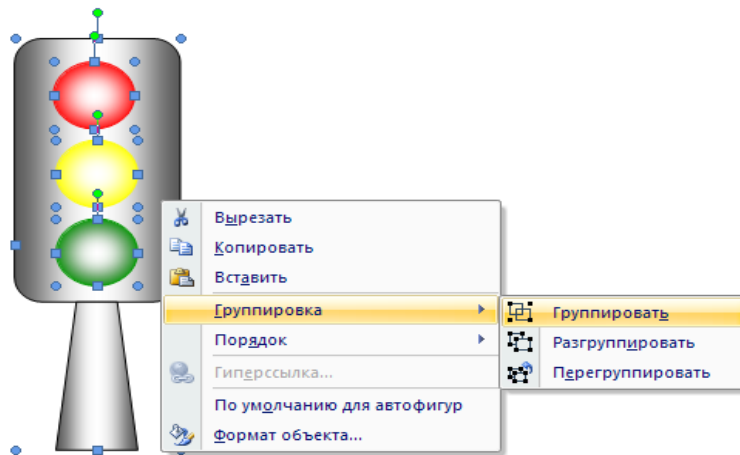 Вырезать
Копировать
Вставить
Группировка
Порядок
Гиперссылка...
По умолчанию для автофигур
Формат объекта...
Группировать
Разгруппировать
Перегруппировать